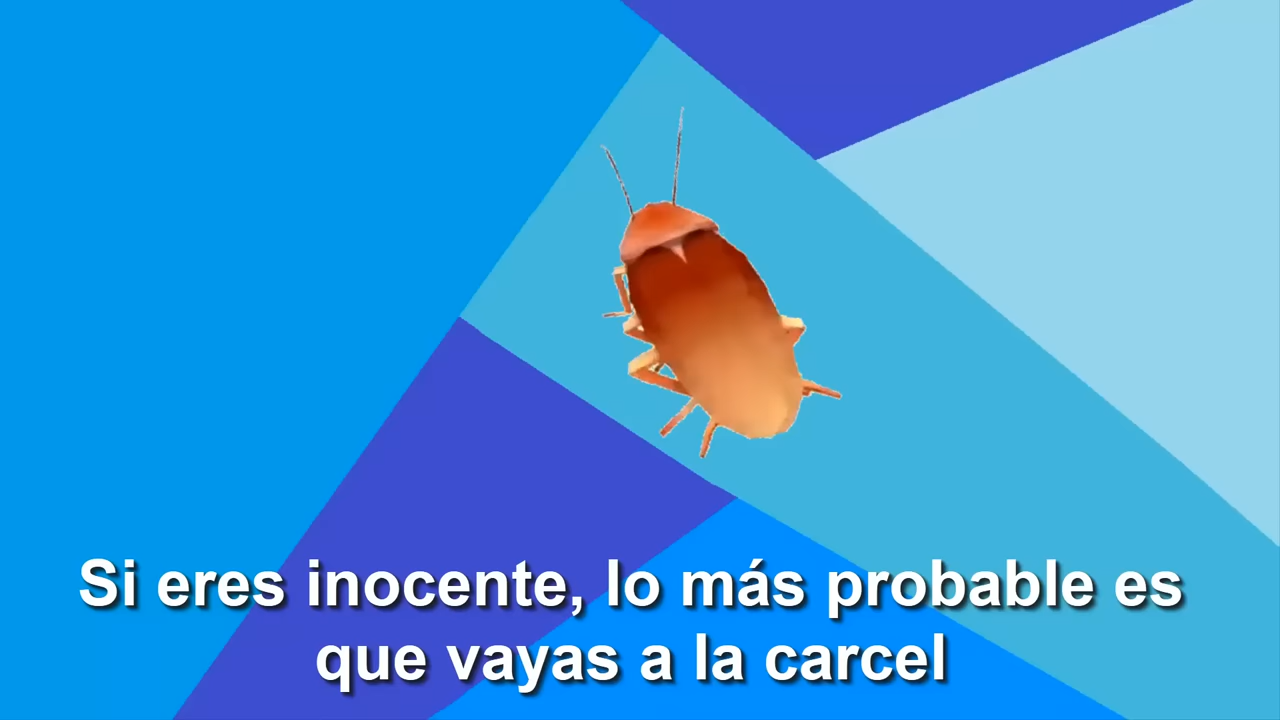 Si eres inocente, lo más probable es
que vayas a la carcel